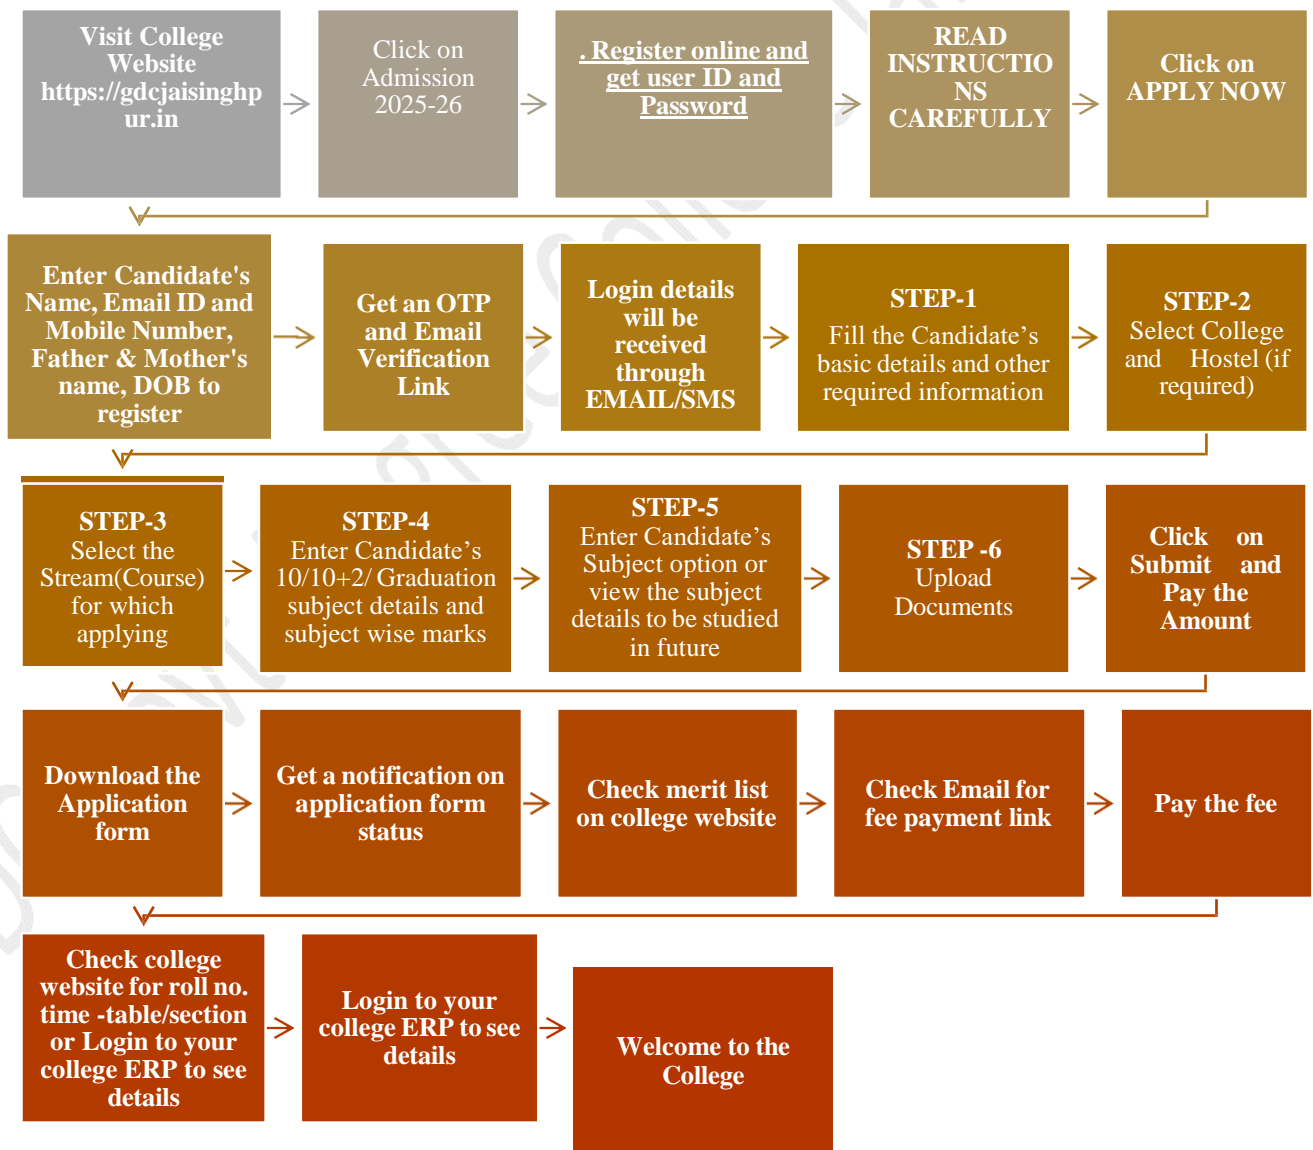 Visit College
Website
https://gdcjaisinghp
ur.in
Click on
Admission
2025-26
. Register online and
get user ID and
Password
READ
INSTRUCTIO
NS
CAREFULLY
Click on
APPLY NOW
Enter Candidate's
Name, Email ID and
Mobile Number,
Father & Mother's
name, DOB to
register
Get an OTP
and Email
Verification
Link
Login details
will be
received
through
EMAIL/SMS
STEP-1
Fill the Candidate’s
basic details and other
required information
STEP-2
Select College
and Hostel (if
required)
STEP-3
Select the
Stream(Course)
for which
applying
STEP-4
Enter Candidate’s
10/10+2/ Graduation
subject details and
subject wise marks
STEP-5
Enter Candidate’s
Subject option or
view the subject
details to be studied
in future
STEP -6
Upload
Documents
Click on
Submit and
Pay the
Amount
Download the
Application
form
Get a notification on
application form
status
Check merit list
on college website
Check Email for
fee payment link
Pay the fee
Check college
website for roll no.
time -table/section
or Login to your
college ERP to see
details
Login to your
college ERP to see
details
Welcome to the
College